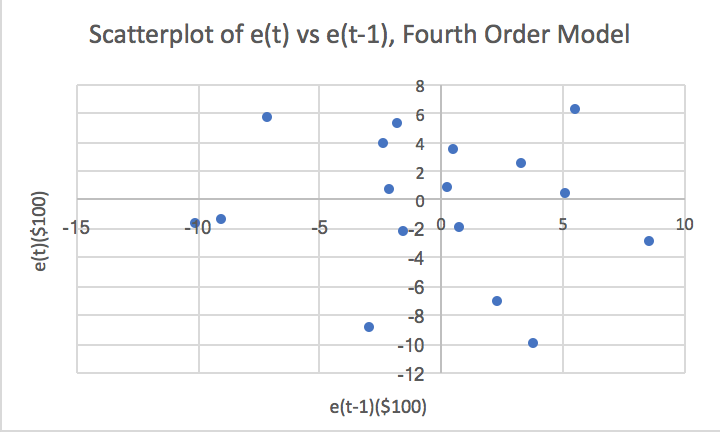 Scatterplot of e(t) vs e(t-1), Fourth Order Model
8
6
4
2
0
-15 -10 -5 -2 0 5 10
-4
-6
-8
-10
-12
e(t)($100)
e(t-1)($100)